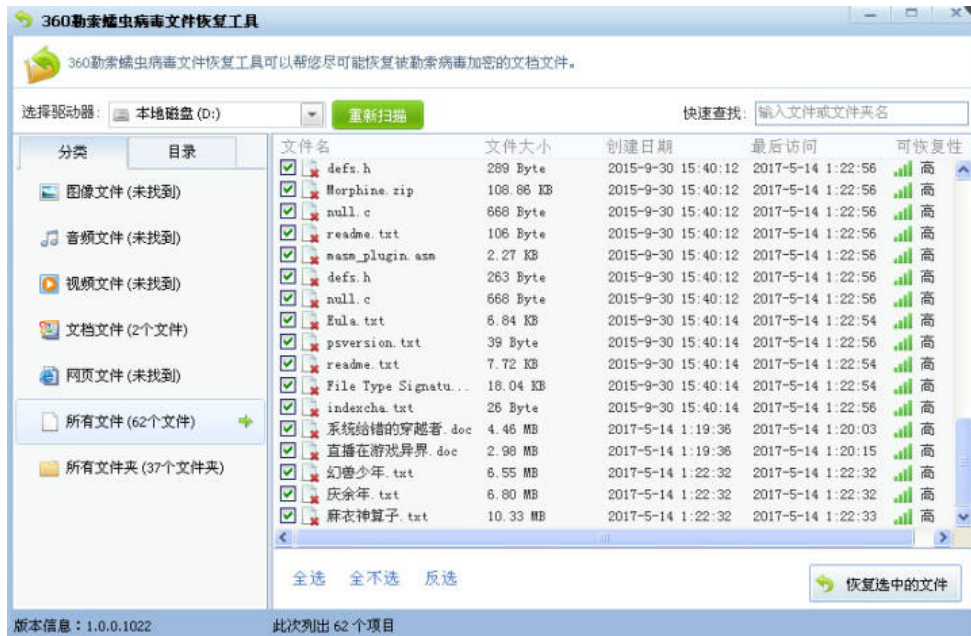 360勒索蠕虫病毒文件恢复工具
360勒索蠕虫病毒文件恢复工具可以帮您尽可能恢复被勒索病毒加密的文档文件。
选择驱动器: 本地磁盘 (D:) 重新扫描 快速查找: 输入文件或文件夹名
分类 目录
图像文件 (未找到)
音频文件 (未找到)
视频文件 (未找到)
文档文件 (2个文件)
网页文件 (未找到)
所有文件 (62个文件)
所有文件夹 (37个文件夹)
文件名 文件大小 创建日期 最后访问 可恢复性
defs.h 289 Byte 2015-9-30 15:40:12 2017-5-14 1:22:56 高
Morphine.zip 108.86 KB 2015-9-30 15:40:12 2017-5-14 1:22:56 高
null.c 668 Byte 2015-9-30 15:40:12 2017-5-14 1:22:56 高
readme.txt 106 Byte 2015-9-30 15:40:12 2017-5-14 1:22:56 高
masm_plugin.asm 2.27 KB 2015-9-30 15:40:12 2017-5-14 1:22:56 高
defs.h 263 Byte 2015-9-30 15:40:12 2017-5-14 1:22:56 高
null.c 668 Byte 2015-9-30 15:40:12 2017-5-14 1:22:56 高
Eula.txt 6.84 KB 2015-9-30 15:40:14 2017-5-14 1:22:54 高
psversion.txt 39 Byte 2015-9-30 15:40:14 2017-5-14 1:22:56 高
readme.txt 7.72 KB 2015-9-30 15:40:14 2017-5-14 1:22:54 高
File Type Signatu... 18.04 KB 2015-9-30 15:40:14 2017-5-14 1:22:54 高
indexcha.txt 26 Byte 2015-9-30 15:40:14 2017-5-14 1:22:56 高
系统给错的穿越者.doc 4.46 MB 2017-5-14 1:19:36 2017-5-14 1:20:03 高
直播在游戏异界.doc 2.98 MB 2017-5-14 1:19:36 2017-5-14 1:20:15 高
幻兽少年.txt 6.55 MB 2017-5-14 1:22:32 2017-5-14 1:22:32 高
庆余年.txt 6.80 MB 2017-5-14 1:22:32 2017-5-14 1:22:32 高
麻衣神算子.txt 10.33 MB 2017-5-14 1:22:32 2017-5-14 1:22:33 高
全选 全不选 反选 恢复选中的文件
版本信息：1.0.0.1022 此次列出 62 个项目